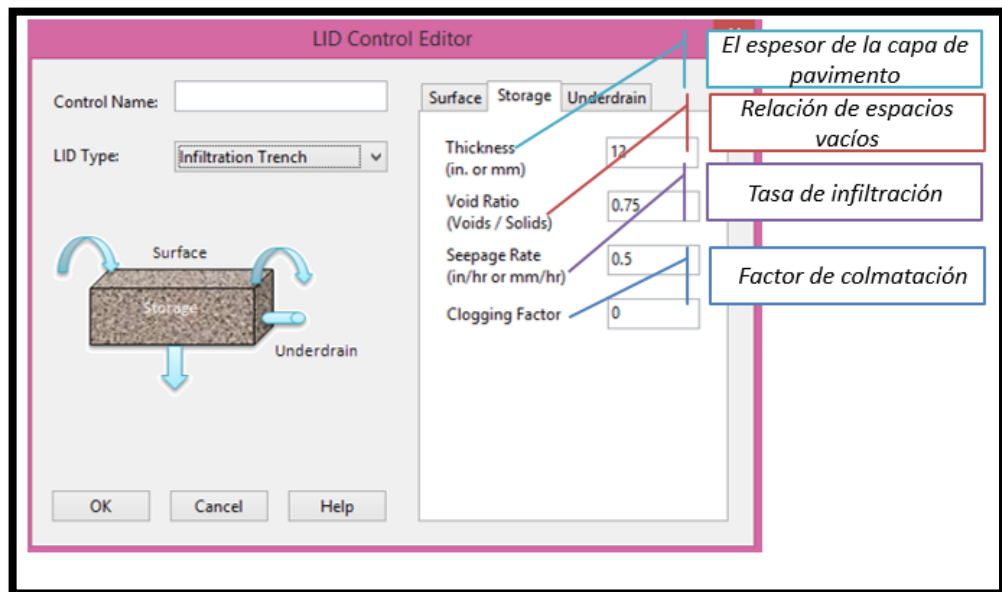 LID Control Editor
Control Name:
LID Type:
Infiltration Trench
Surface
Storage
Underdrain
OK
Cancel
Help
Surface
Storage
Underdrain
Thickness
(in. or mm)
12
Void Ratio
(Voids / Solids)
0.75
Seepage Rate
(in/hr or mm/hr)
0.5
Clogging Factor
0
El espesor de la capa de
pavimento
Relación de espacios
vacíos
Tasa de infiltración
Factor de colmatación